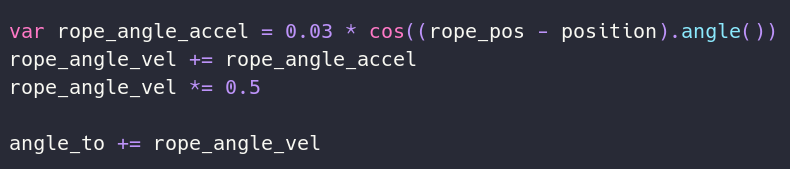 var rope_angle_accel = 0.03 * cos((rope_pos - position).angle())
rope_angle_vel += rope_angle_accel
rope_angle_vel *= 0.5
angle_to += rope_angle_vel